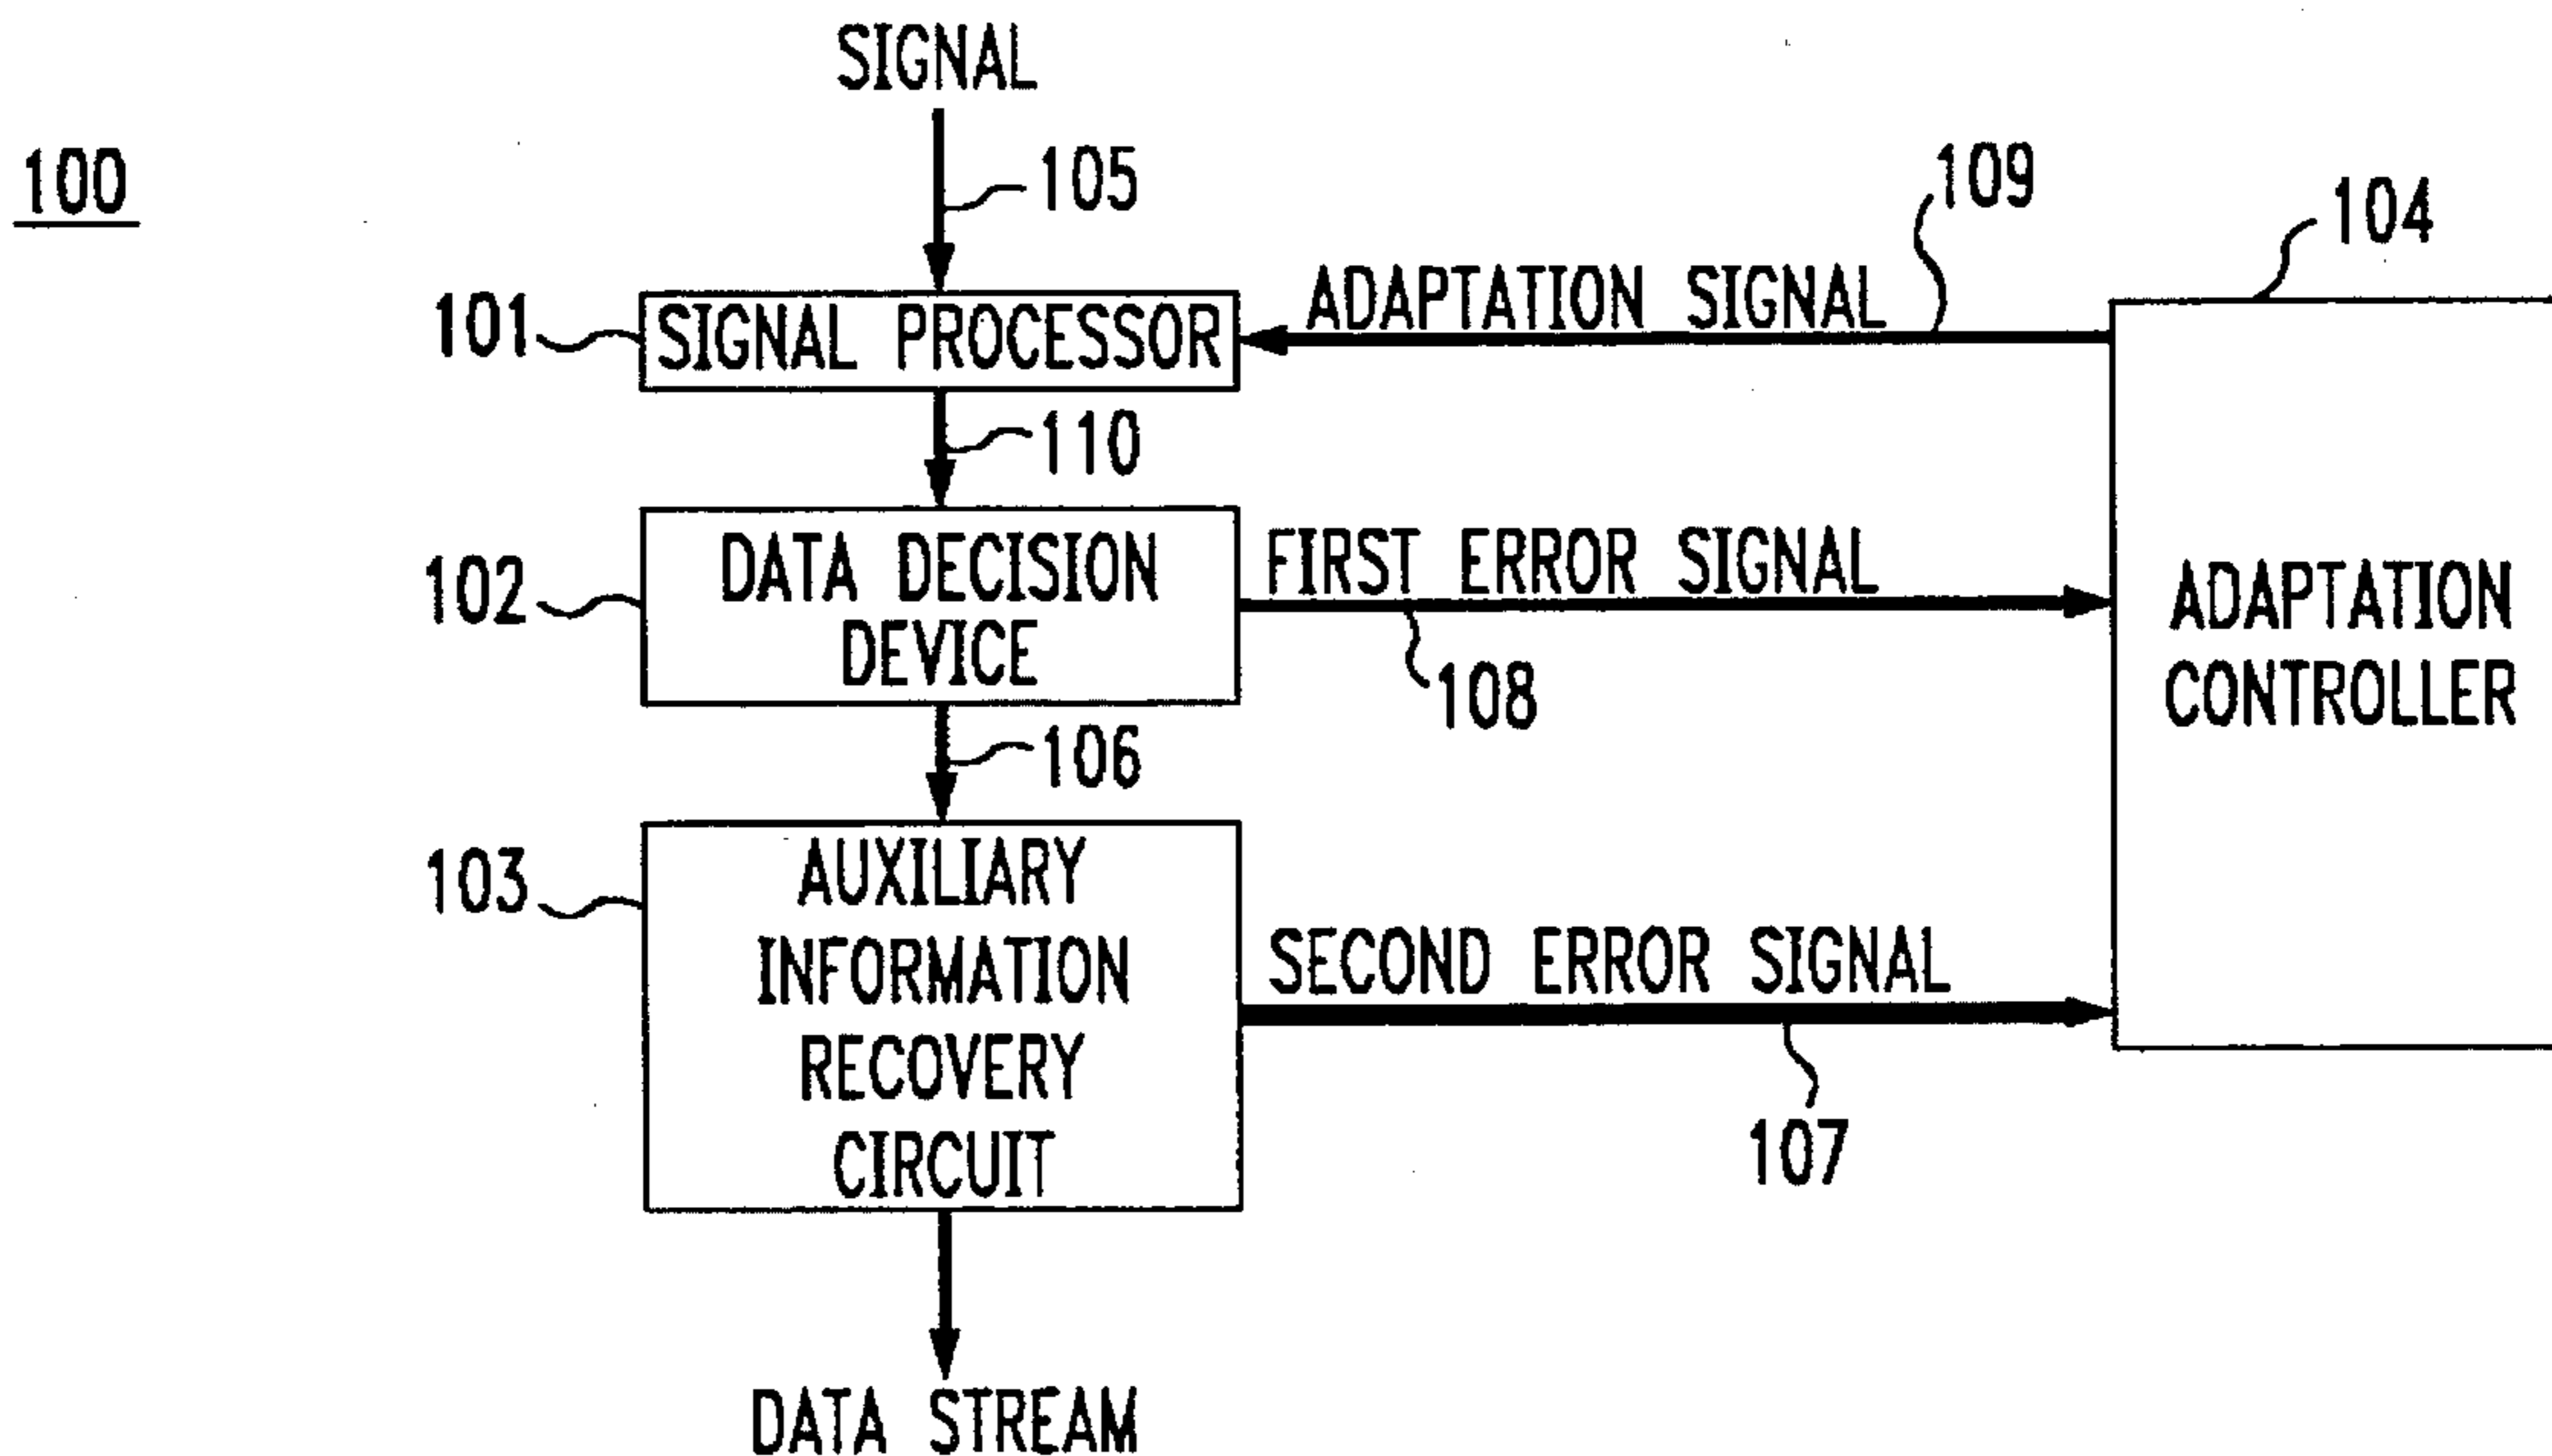 SIGNAL
100
105
109
104
ADAPTATION SIGNAL
101
SIGNAL PROCESSOR
110
102
DATA DECISION
DEVICE
FIRST ERROR SIGNAL
108
ADAPTATION
CONTROLLER
106
103
AUXILIARY
INFORMATION
RECOVERY
CIRCUIT
SECOND ERROR SIGNAL
107
DATA STREAM